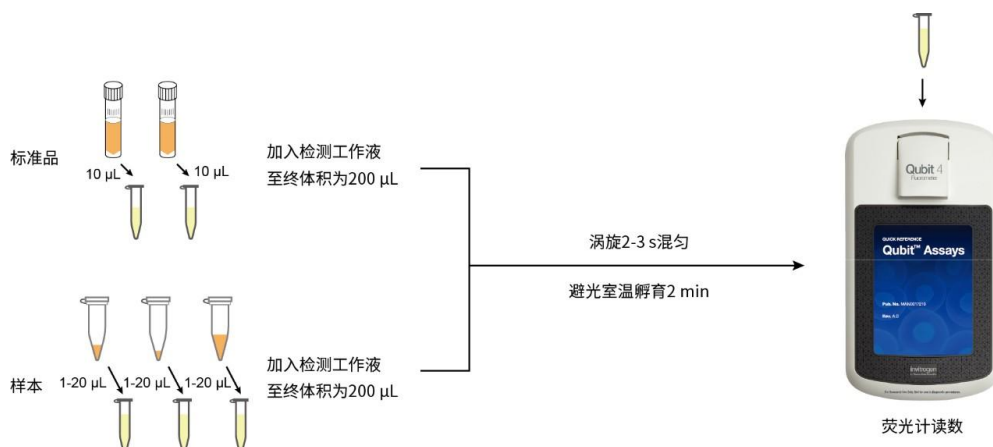 标准品
10 µL
10 µL
加入检测工作液
至终体积为200 µL
样本
1-20 µL
1-20 µL
1-20 µL
加入检测工作液
至终体积为200 µL
涡旋2-3 s混匀
避光室温孵育2 min
Qubit 4
Fluorometer
QUICK REFERENCE
Qubit™ Assays
invitrogen
荧光计读数